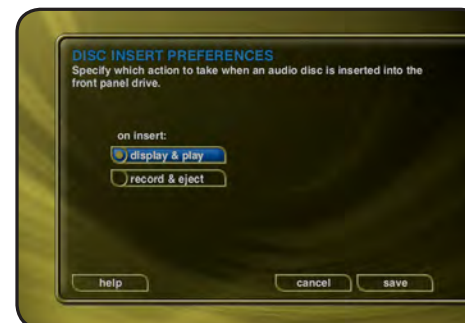 DISC INSERT PREFERENCES
Specify which action to take when an audio disc is inserted into the
front panel drive.
on insert:
display & play
record & eject
help
cancel
save